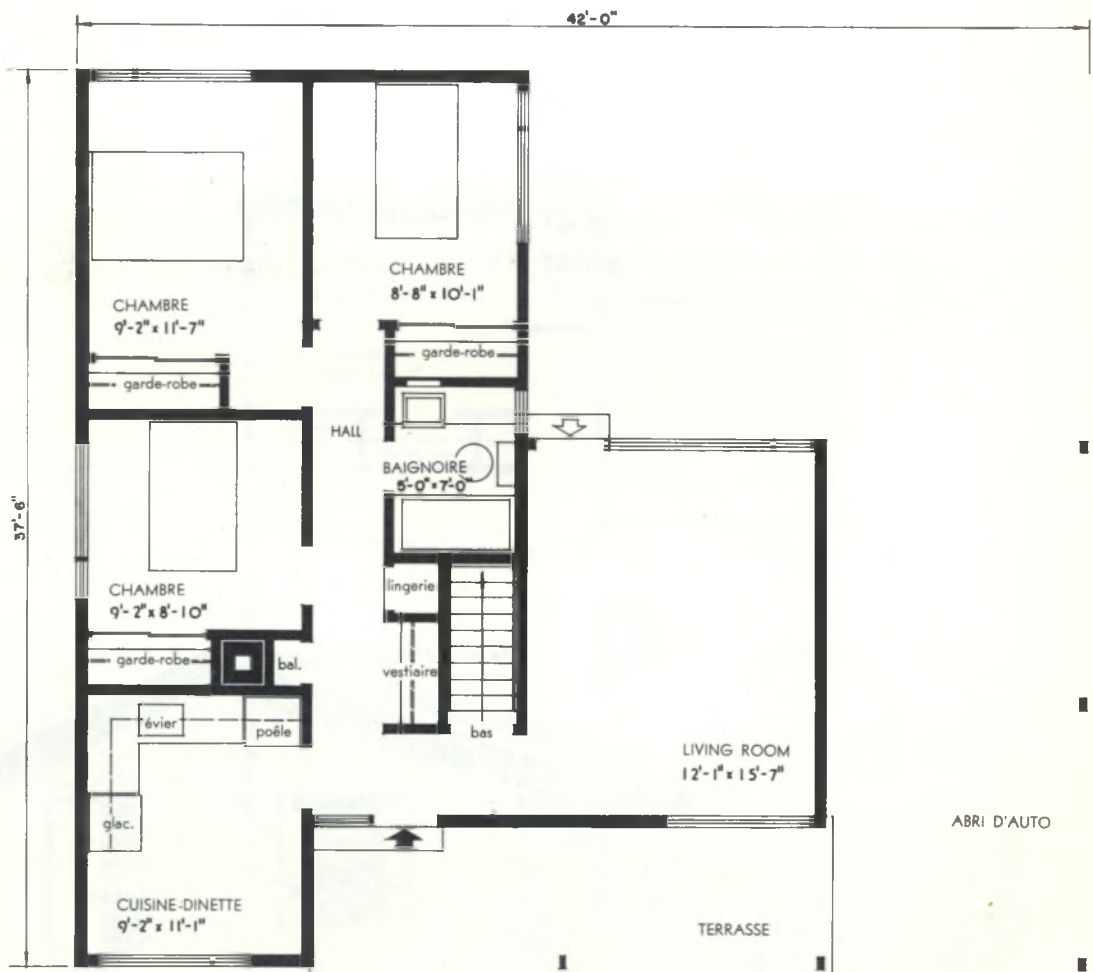 42'-0"
37'-6"
CHAMBRE
9'-2" x 11'-7"
CHAMBRE
8'-8" x 10'-1"
garde-robe
garde-robe
HALL
BAIGNOIRE
5'-0" x 7'-0"
CHAMBRE
9'-2" x 8'-10"
lingerie
garde-robe
bal.
vestiaire
évier
poêle
bas
LIVING ROOM
12'-1" x 15'-7"
glac.
ABRI D'AUTO
CUISINE-DINETTE
9'-2" x 11'-1"
TERRASSE